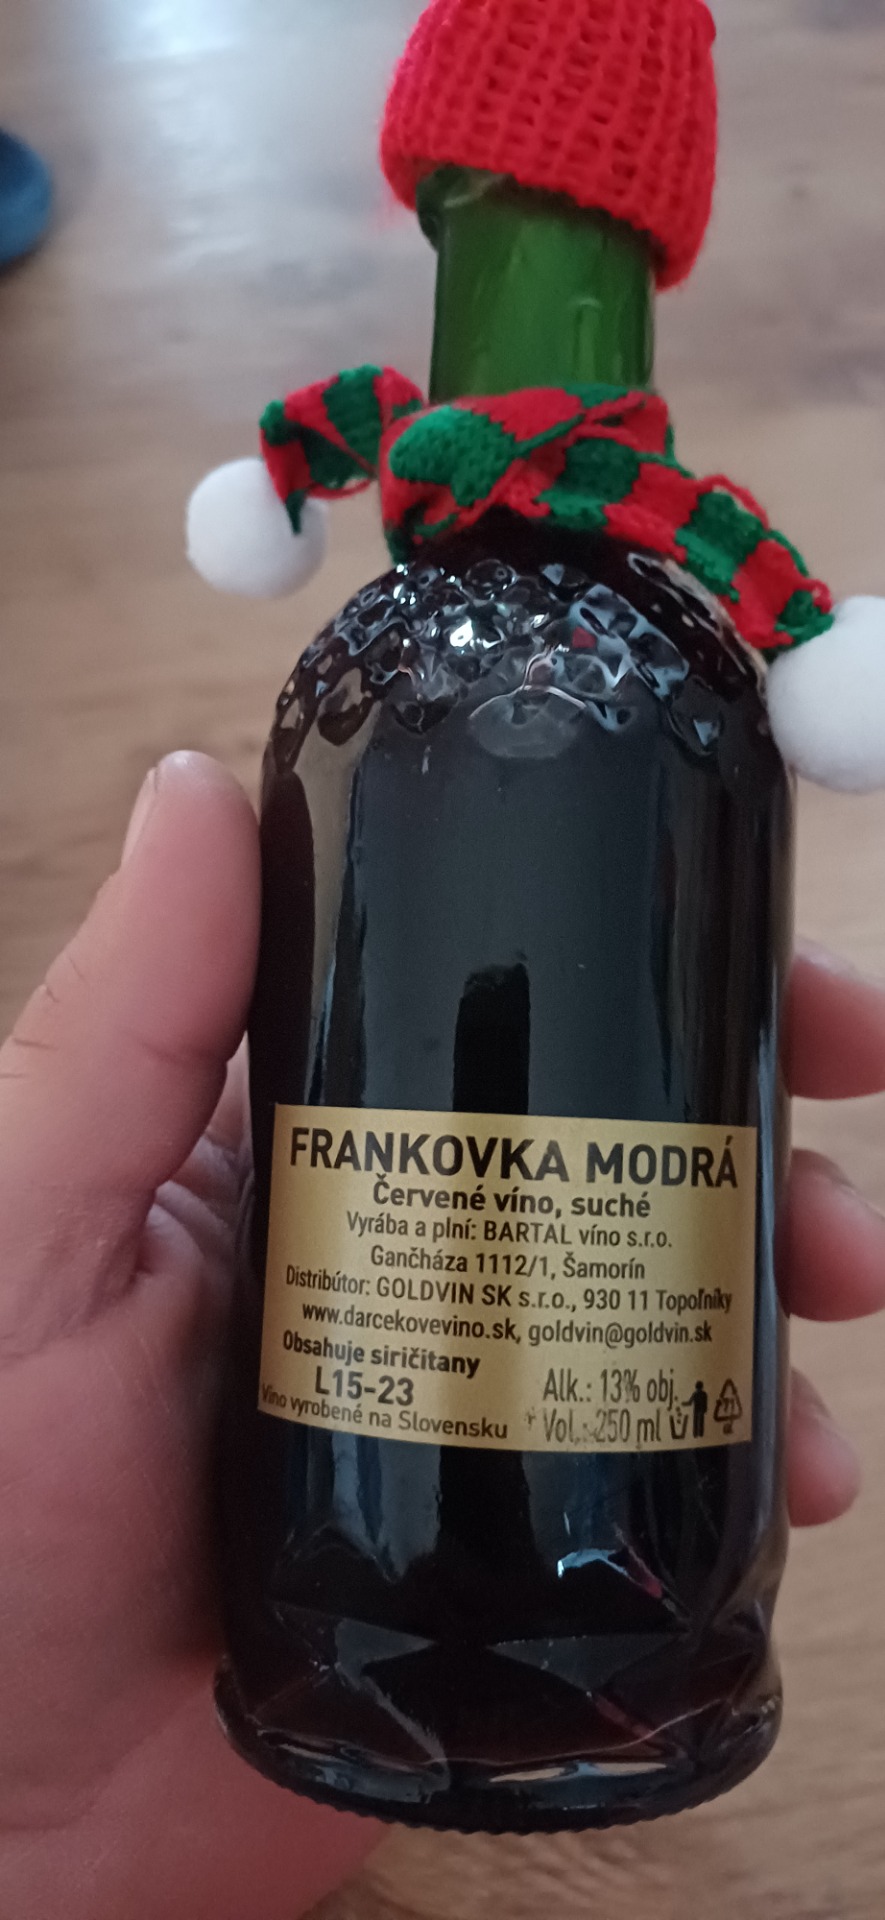 FRANKOVKA MODRÁ
Červené víno, suché
Vyrába a plní: BARTAL víno s.r.o.
Gančháza 1112/1, Šamorín
Distribútor: GOLDVIN SK s.r.o., 930 11 Topoľníky
www.darcekovevino.sk, goldvin@goldvin.sk
Obsahuje siričitany
L15-23
Víno vyrobené na Slovensku
Alk.: 13% obj.
Vol.: 250 ml
71